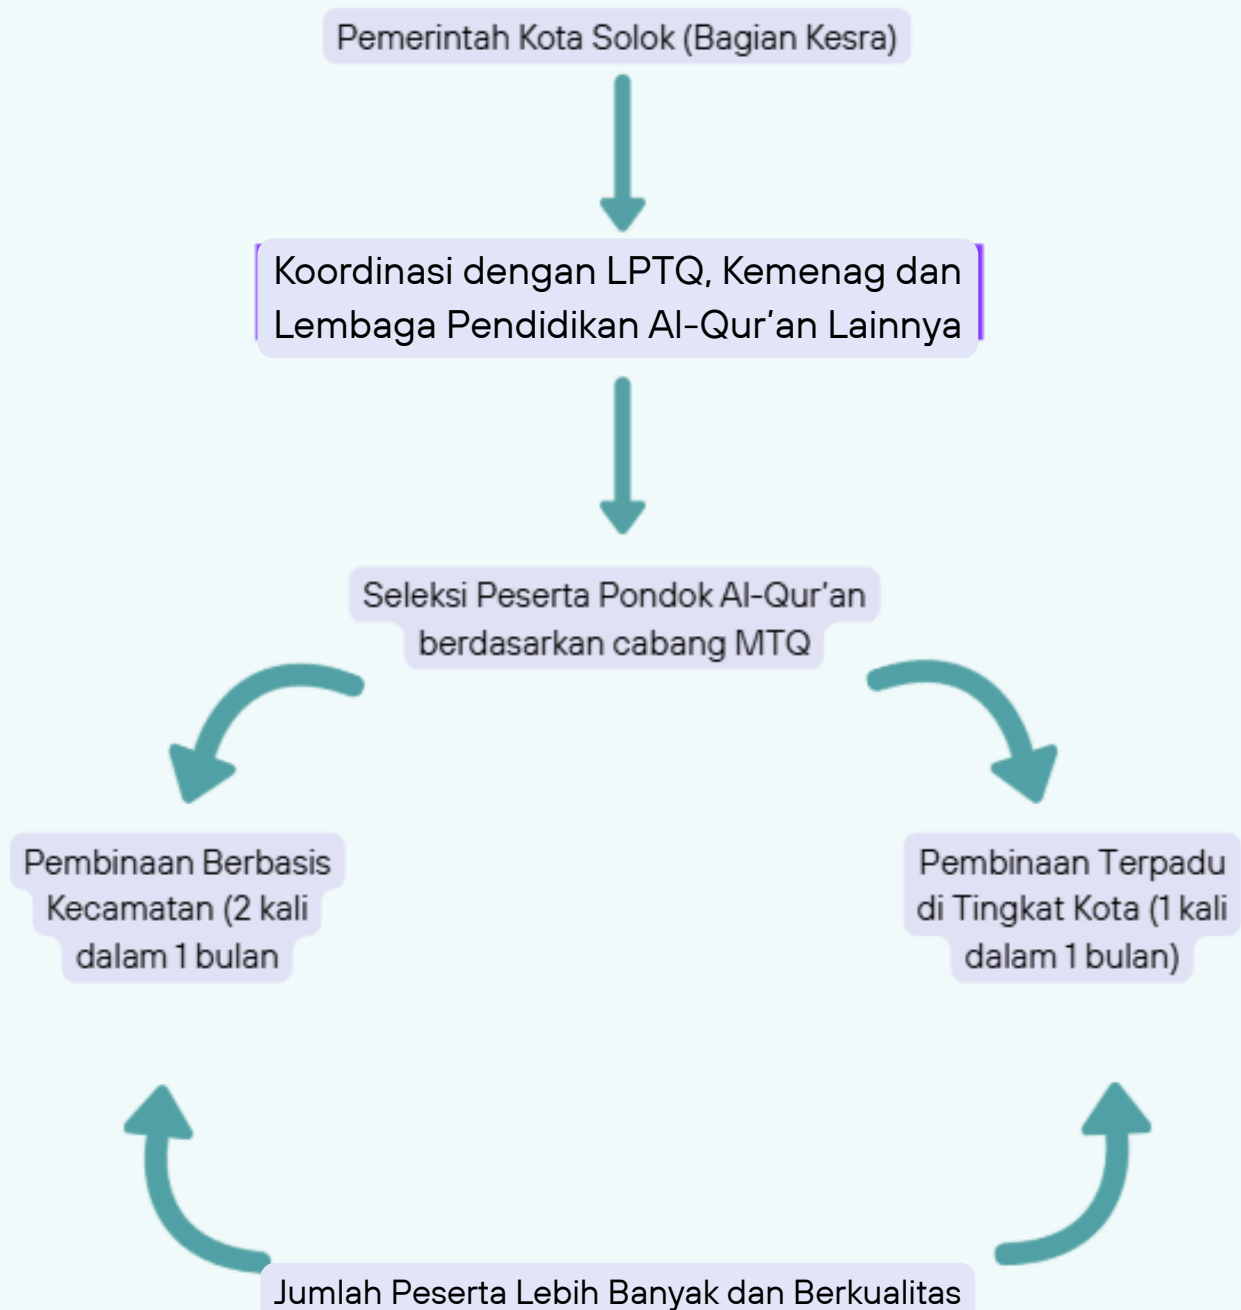 Pemerintah Kota Solok (Bagian Kesra)
Koordinasi dengan LPTQ, Kemenag dan
Lembaga Pendidikan Al-Qur'an Lainnya
Seleksi Peserta Pondok Al-Qur'an
berdasarkan cabang MTQ
Pembinaan Berbasis
Kecamatan (2 kali
dalam 1 bulan
Pembinaan Terpadu
di Tingkat Kota (1 kali
dalam 1 bulan)
Jumlah Peserta Lebih Banyak dan Berkualitas